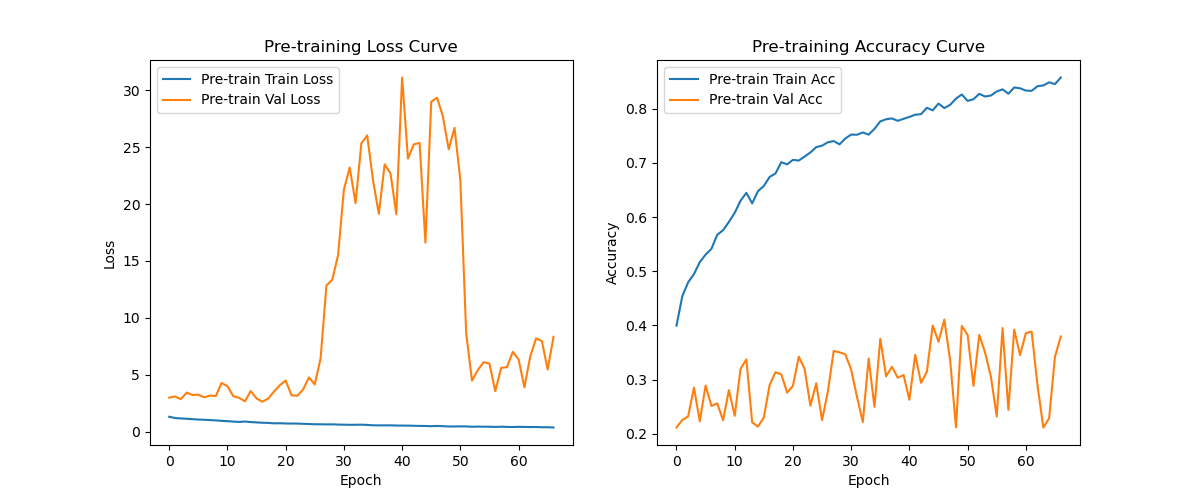 Pre-training Loss Curve
Pre-train Train Loss
Pre-train Val Loss
30
25
20
15
10
5
0
Loss
0 10 20 30 40 50 60
Epoch
Pre-training Accuracy Curve
Pre-train Train Acc
Pre-train Val Acc
0.8
0.7
0.6
0.5
0.4
0.3
0.2
Accuracy
0 10 20 30 40 50 60
Epoch